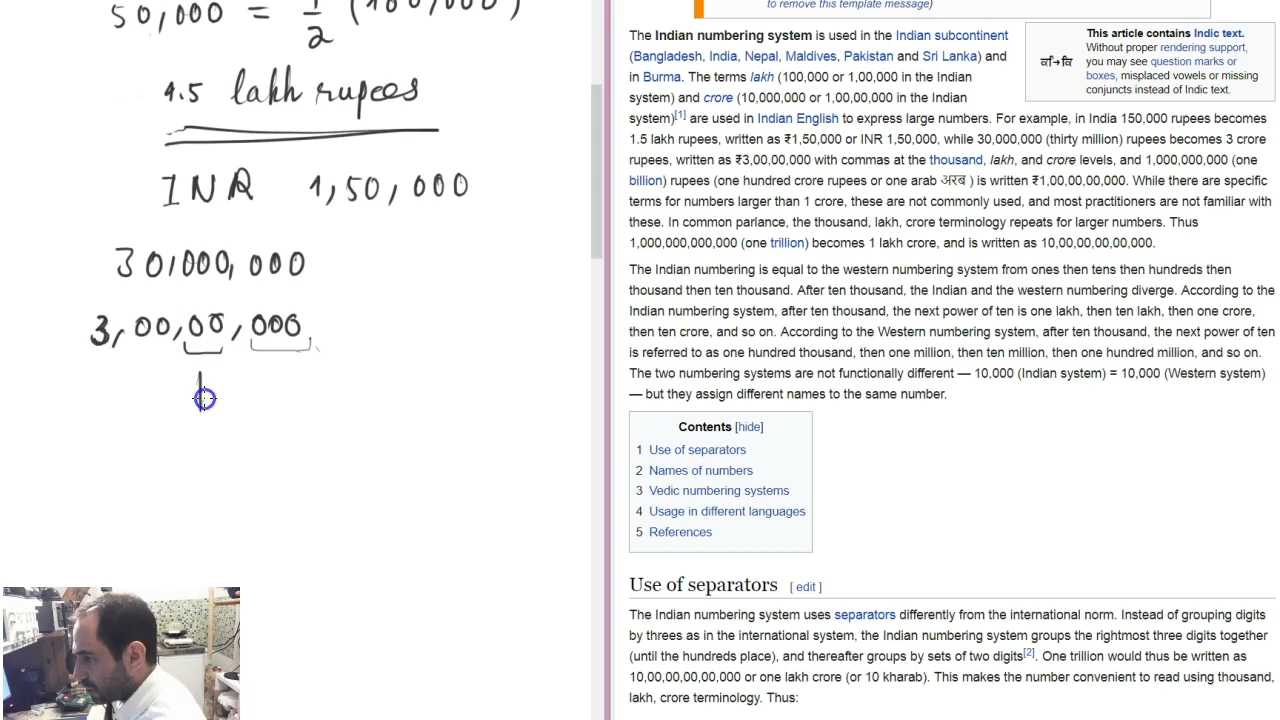 50,000 = 1/2 (100,000)
1.5 lakh rupees
INR 1,50,000
30,000,000
3,00,00,000
to remove this template message)
The Indian numbering system is used in the Indian subcontinent
(Bangladesh, India, Nepal, Maldives, Pakistan and Sri Lanka) and
in Burma. The terms lakh (100,000 or 1,00,000 in the Indian
system) and crore (10,000,000 or 1,00,00,000 in the Indian
system)[1] are used in Indian English to express large numbers. For example, in India 150,000 rupees becomes
1.5 lakh rupees, written as ₹1,50,000 or INR 1,50,000, while 30,000,000 (thirty million) rupees becomes 3 crore
rupees, written as ₹3,00,00,000 with commas at the thousand, lakh, and crore levels, and 1,000,000,000 (one
billion) rupees (one hundred crore rupees or one arab अरब ) is written ₹1,00,00,00,000. While there are specific
terms for numbers larger than 1 crore, these are not commonly used, and most practitioners are not familiar with
these. In common parlance, the thousand, lakh, crore terminology repeats for larger numbers. Thus
1,000,000,000,000 (one trillion) becomes 1 lakh crore, and is written as 10,00,00,00,00,000.
This article contains Indic text.
Without proper rendering support,
you may see question marks or
boxes, misplaced vowels or missing
conjuncts instead of Indic text.
The Indian numbering is equal to the western numbering system from ones then tens then hundreds then
thousand then ten thousand. After ten thousand, the Indian and the western numbering diverge. According to the
Indian numbering system, after ten thousand, the next power of ten is one lakh, then ten lakh, then one crore,
then ten crore, and so on. According to the Western numbering system, after ten thousand, the next power of ten
is referred to as one hundred thousand, then one million, then ten million, then one hundred million, and so on.
The two numbering systems are not functionally different — 10,000 (Indian system) = 10,000 (Western system)
— but they assign different names to the same number.
Contents [hide]
1 Use of separators
2 Names of numbers
3 Vedic numbering systems
4 Usage in different languages
5 References
Use of separators [ edit ]
The Indian numbering system uses separators differently from the international norm. Instead of grouping digits
by threes as in the international system, the Indian numbering system groups the rightmost three digits together
(until the hundreds place), and thereafter groups by sets of two digits[2]. One trillion would thus be written as
10,00,00,00,00,000 or one lakh crore (or 10 kharab). This makes the number convenient to read using thousand,
lakh, crore terminology. Thus: